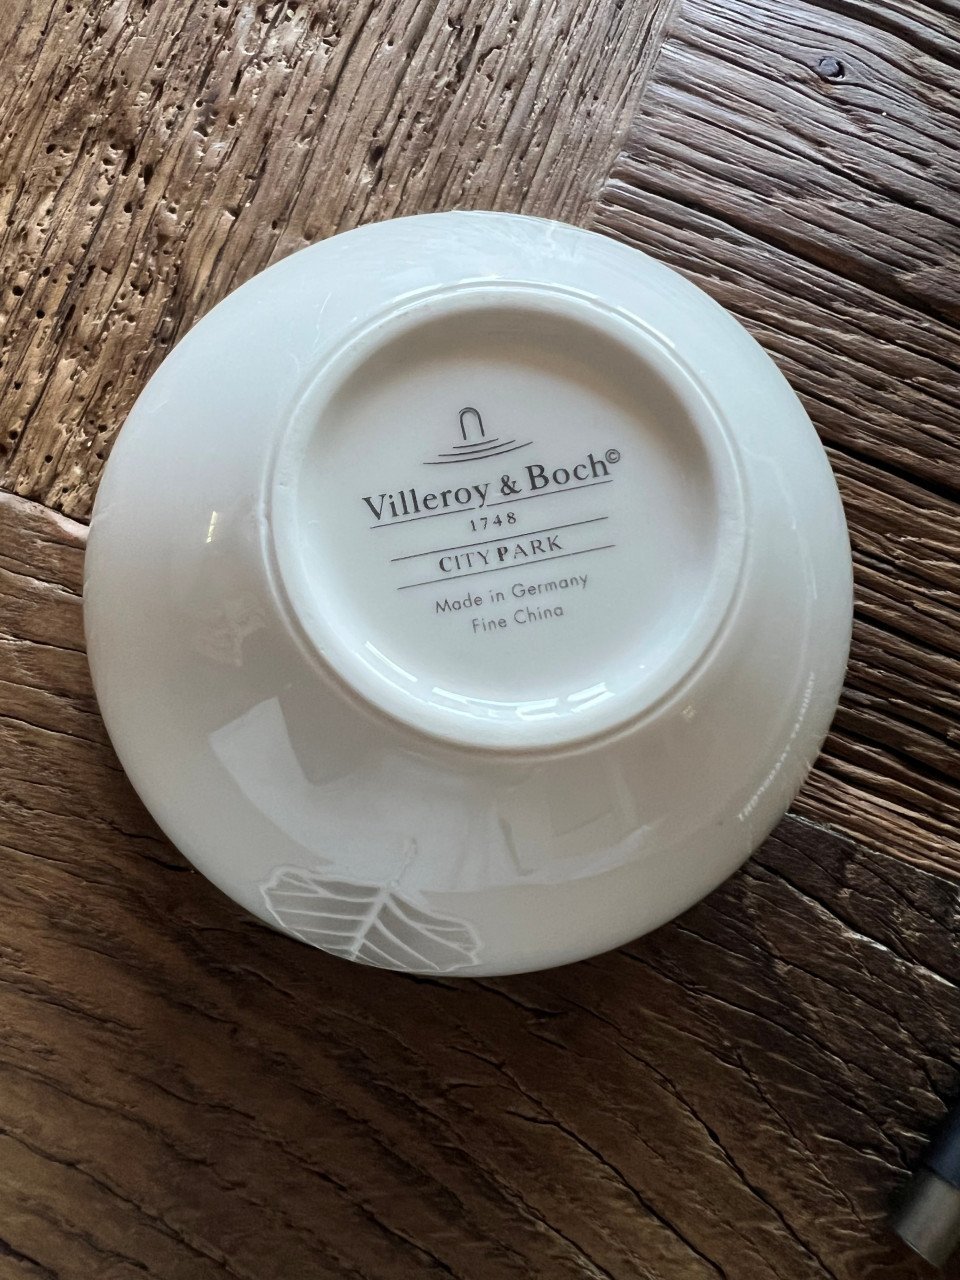 Villeroy & Boch©
1748
CITY PARK
Made in Germany
Fine China